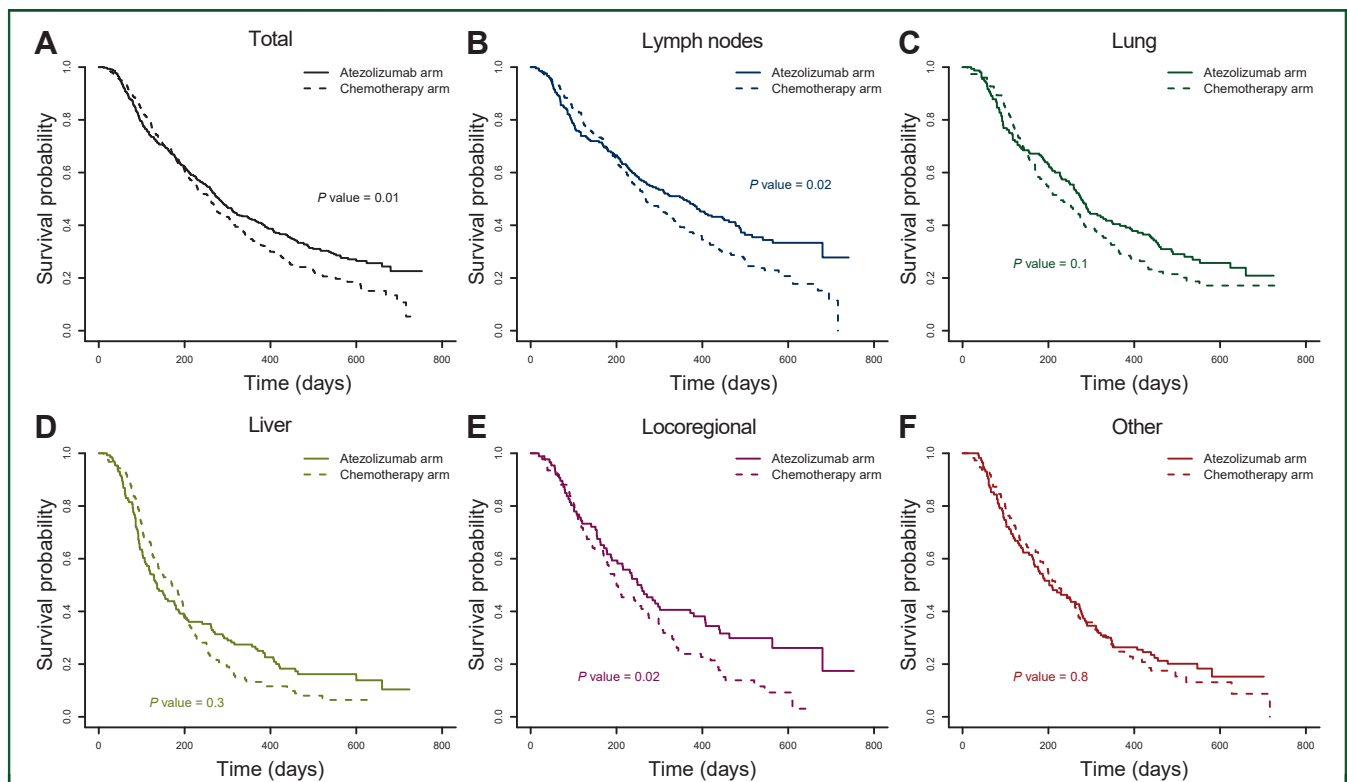 A
Total
Atezolizumab arm
Chemotherapy arm
P value = 0.01
Survival probability
1.0
0.8
0.6
0.4
0.2
0.0
0
200
400
600
800
Time (days)
B
Lymph nodes
Atezolizumab arm
Chemotherapy arm
P value = 0.02
Survival probability
1.0
0.8
0.6
0.4
0.2
0.0
0
200
400
600
800
Time (days)
C
Lung
Atezolizumab arm
Chemotherapy arm
P value = 0.1
Survival probability
1.0
0.8
0.6
0.4
0.2
0.0
0
200
400
600
800
Time (days)
D
Liver
Atezolizumab arm
Chemotherapy arm
P value = 0.3
Survival probability
1.0
0.8
0.6
0.4
0.2
0.0
0
200
400
600
800
Time (days)
E
Locoregional
Atezolizumab arm
Chemotherapy arm
P value = 0.02
Survival probability
1.0
0.8
0.6
0.4
0.2
0.0
0
200
400
600
800
Time (days)
F
Other
Atezolizumab arm
Chemotherapy arm
P value = 0.8
Survival probability
1.0
0.8
0.6
0.4
0.2
0.0
0
200
400
600
800
Time (days)